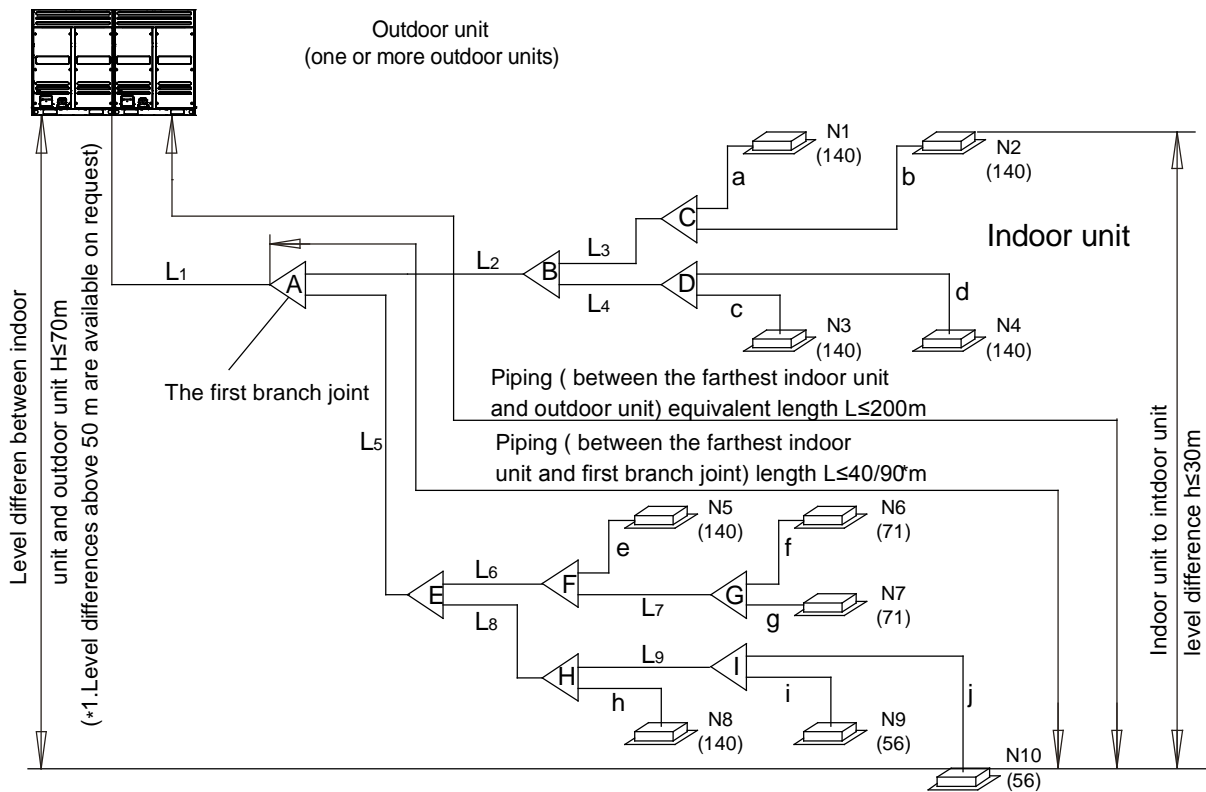 Outdoor unit
(one or more outdoor units)
Level differen between indoor
unit and outdoor unit H≤70m
(*1.Level differences above 50 m are available on request)
N1
(140)
N2
(140)
a
b
C
Indoor unit
L3
L2
B
L1
A
L4
D
d
c
N3
(140)
N4
(140)
The first branch joint
Piping ( between the farthest indoor unit
and outdoor unit) equivalent length L≤200m
L5
Piping ( between the farthest indoor
unit and first branch joint) length L≤40/90*m
Indoor unit to intdoor unit
level difference h≤30m
N5
(140)
N6
(71)
e
f
L6
F
E
G
L7
L8
g
N7
(71)
L9
I
H
h
i
j
N8
(140)
N9
(56)
N10
(56)